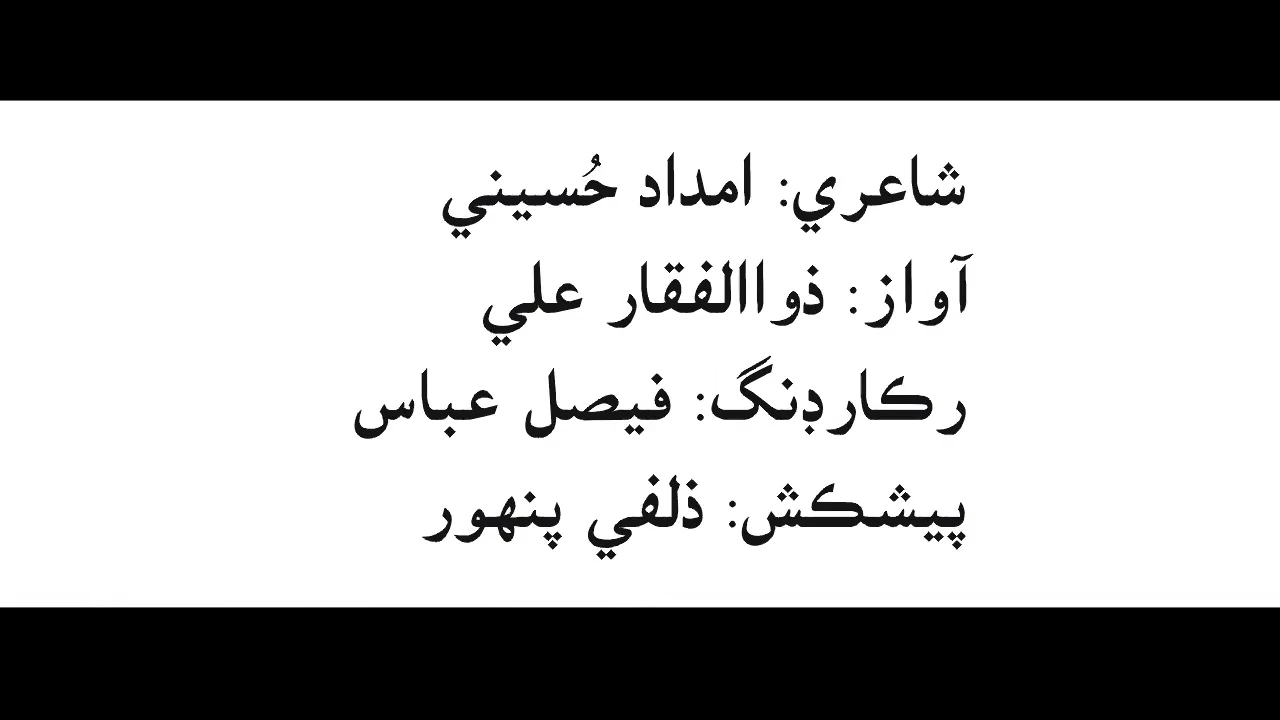 شاعري: امداد حُسيني
آواز: ذواالفقار علي
رڪارڊنگ: فيصل عباس
پيشڪش: ذلفي پنهور